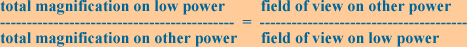 total magnification on low power field of view on other power
------------------------------------------ = -------------------------------------
total magnification on other power field of view on low power